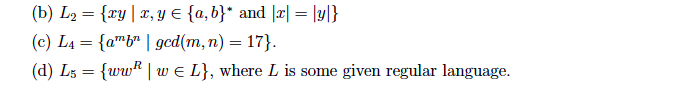 (b) L₂ = {xy | x, y ∈ {a, b}* and |x| = |y|}
(c) L₄ = {aᵐbⁿ | gcd(m, n) = 17}.
(d) L₅ = {wwᴿ | w ∈ L}, where L is some given regular language.